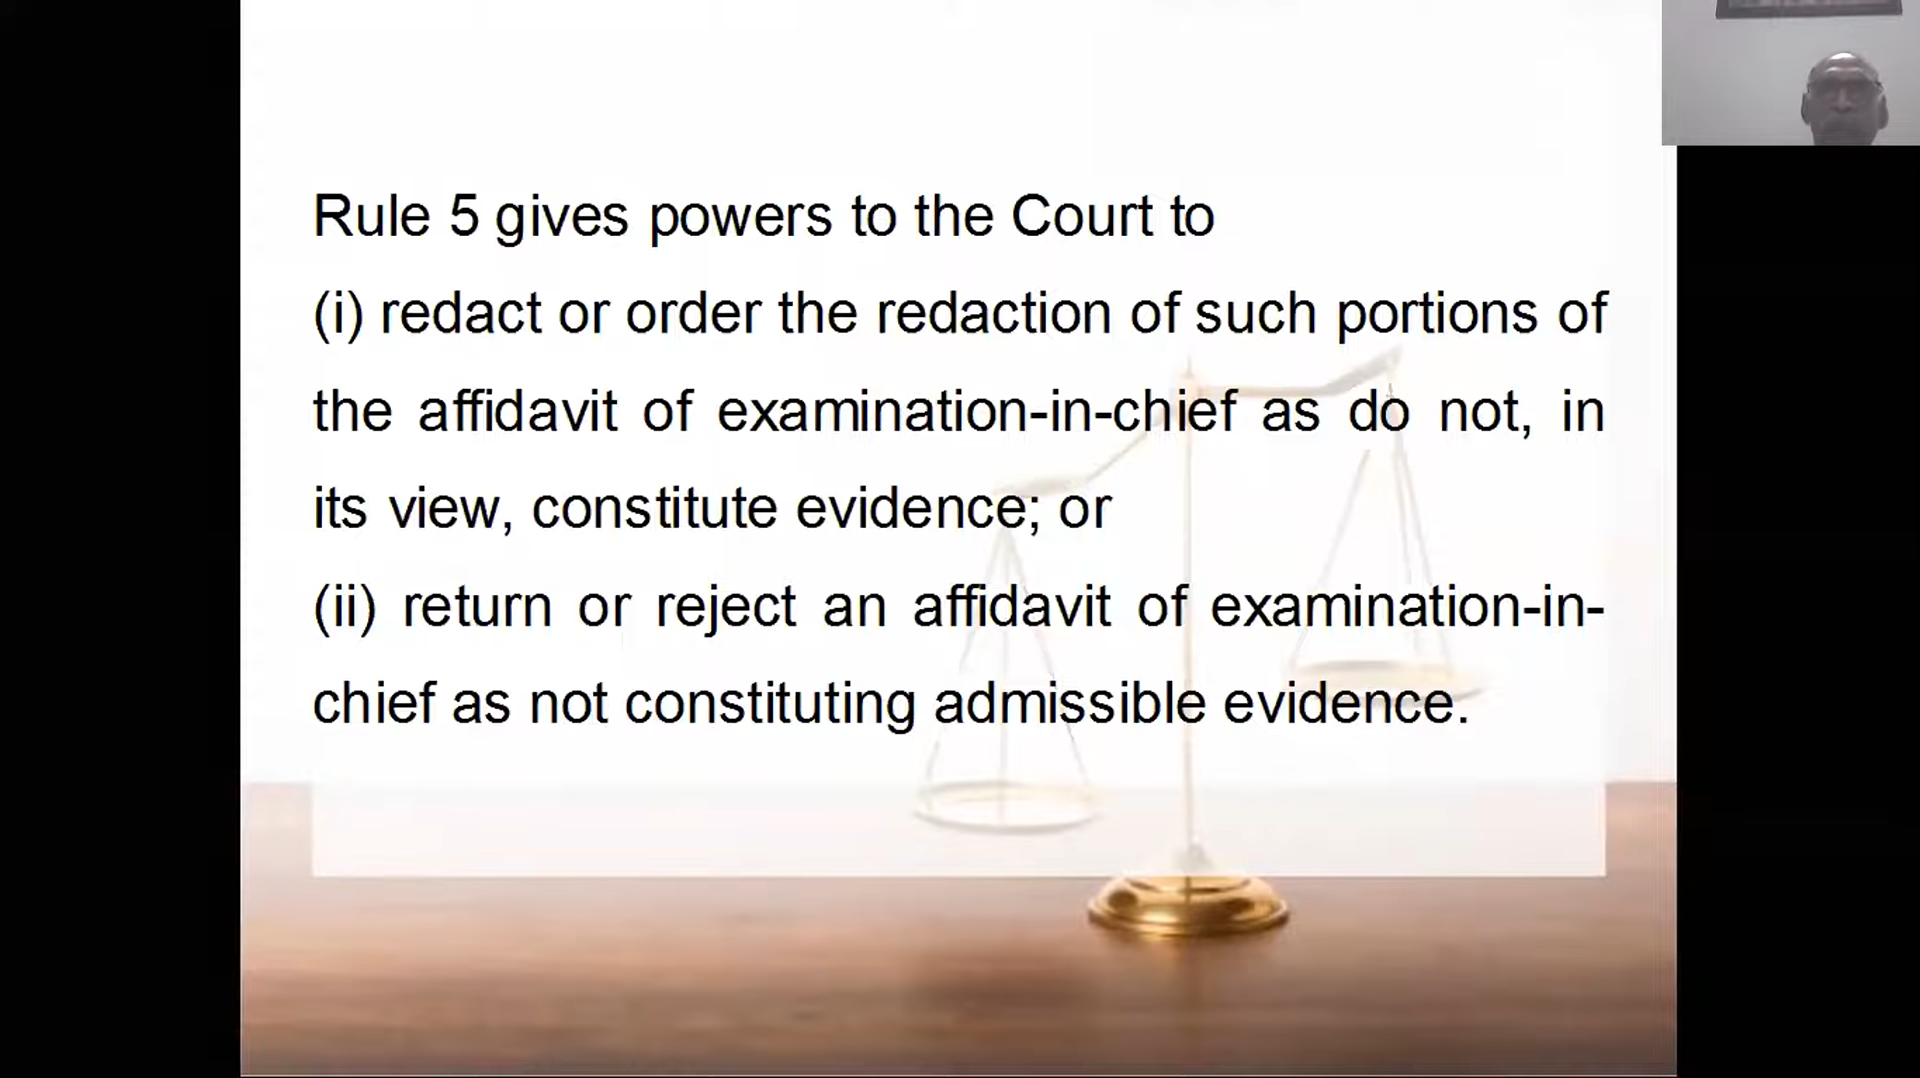 Rule 5 gives powers to the Court to
(i) redact or order the redaction of such portions of
the affidavit of examination-in-chief as do not, in
its view, constitute evidence; or
(ii) return or reject an affidavit of examination-in-
chief as not constituting admissible evidence.